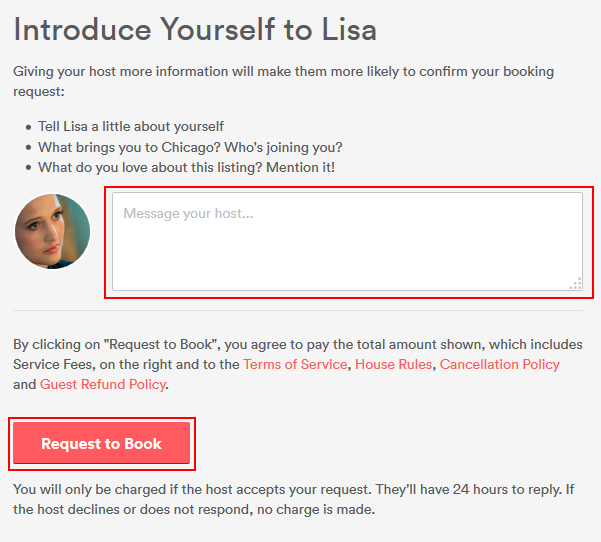 Introduce Yourself to Lisa
Giving your host more information will make them more likely to confirm your booking
request:
• Tell Lisa a little about yourself
• What brings you to Chicago? Who's joining you?
• What do you love about this listing? Mention it!
Message your host...
By clicking on "Request to Book", you agree to pay the total amount shown, which includes
Service Fees, on the right and to the Terms of Service, House Rules, Cancellation Policy
and Guest Refund Policy.
Request to Book
You will only be charged if the host accepts your request. They'll have 24 hours to reply. If
the host declines or does not respond, no charge is made.